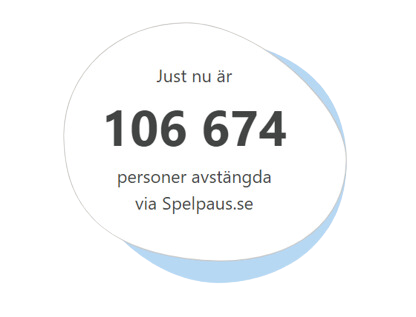 Just nu är
106 674
personer avstängda
via Spelpaus.se